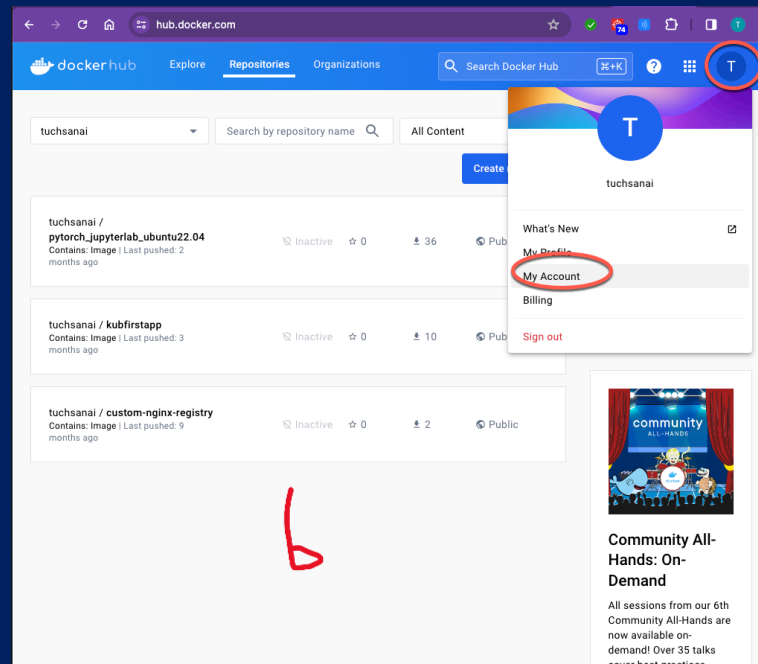 hub.docker.com
74
T
dockerhub
Explore
Repositories
Organizations
Search Docker Hub
⌘+K
T
tuchsanai
Search by repository name
All Content
Create
T
tuchsanai
What's New
My Profile
My Account
Billing
Sign out
tuchsanai /
pytorch_jupyterlab_ubuntu22.04
Contains: Image | Last pushed: 2
months ago
Inactive
0
36
Pub
tuchsanai / kubfirstapp
Contains: Image | Last pushed: 3
months ago
Inactive
0
10
Pub
tuchsanai / custom-nginx-registry
Contains: Image | Last pushed: 9
months ago
Inactive
0
2
Public
6
community
ALL-HANDS
docker
Community All-
Hands: On-
Demand
All sessions from our 6th
Community All-Hands are
now available on-
demand! Over 35 talks
cover best practices